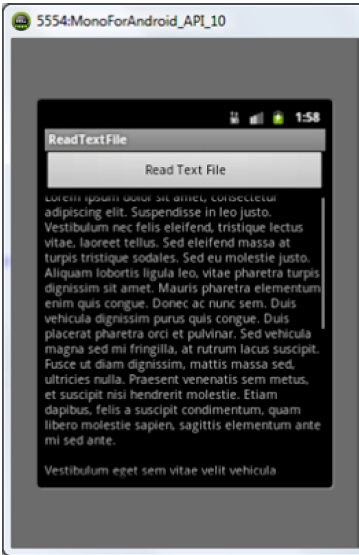 5554:MonoForAndroid_API_10
1:58
ReadTextFile
Read Text File
Lorem ipsum dolor sit amet, consectetur
adipiscing elit. Suspendisse in leo justo.
Vestibulum nec felis eleifend, tristique lectus
vitae, laoreet tellus. Sed eleifend massa at
turpis tristique sodales. Sed eu molestie justo.
Aliquam lobortis ligula leo, vitae pharetra turpis
dignissim sit amet. Mauris pharetra elementum
enim quis congue. Donec ac nunc sem. Duis
vehicula dignissim purus quis congue. Duis
placerat pharetra orci et pulvinar. Sed vehicula
magna sed mi fringilla, at rutrum lacus suscipit.
Fusce ut diam dignissim, mattis massa sed,
ultricies nulla. Praesent venenatis sem metus,
et suscipit nisi hendrerit molestie. Etiam
dapibus, felis a suscipit condimentum, quam
libero molestie sapien, sagittis elementum ante
mi sed ante.
Vestibulum eget sem vitae velit vehicula